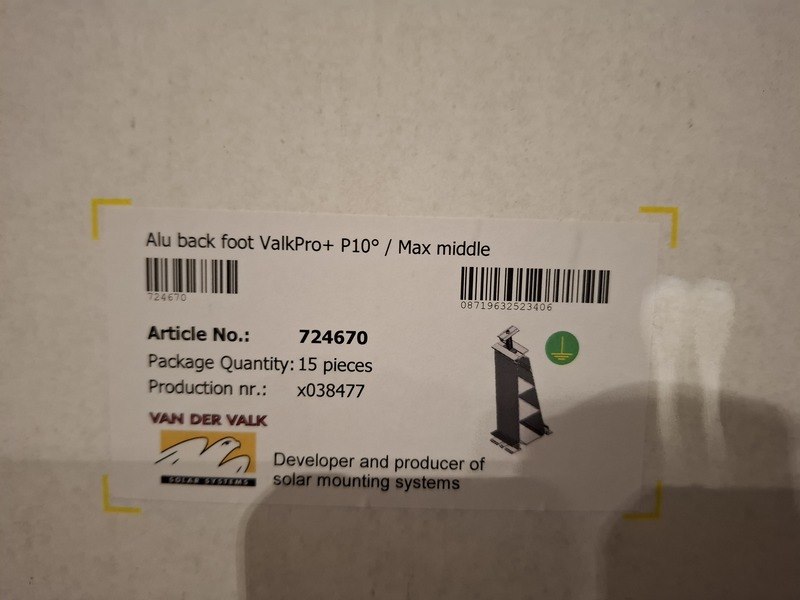 Alu back foot ValkPro+ P10° / Max middle
724670
08719632523406
Article No.: 724670
Package Quantity: 15 pieces
Production nr.: x038477
VAN DER VALK
SOLAR SYSTEMS
Developer and producer of
solar mounting systems